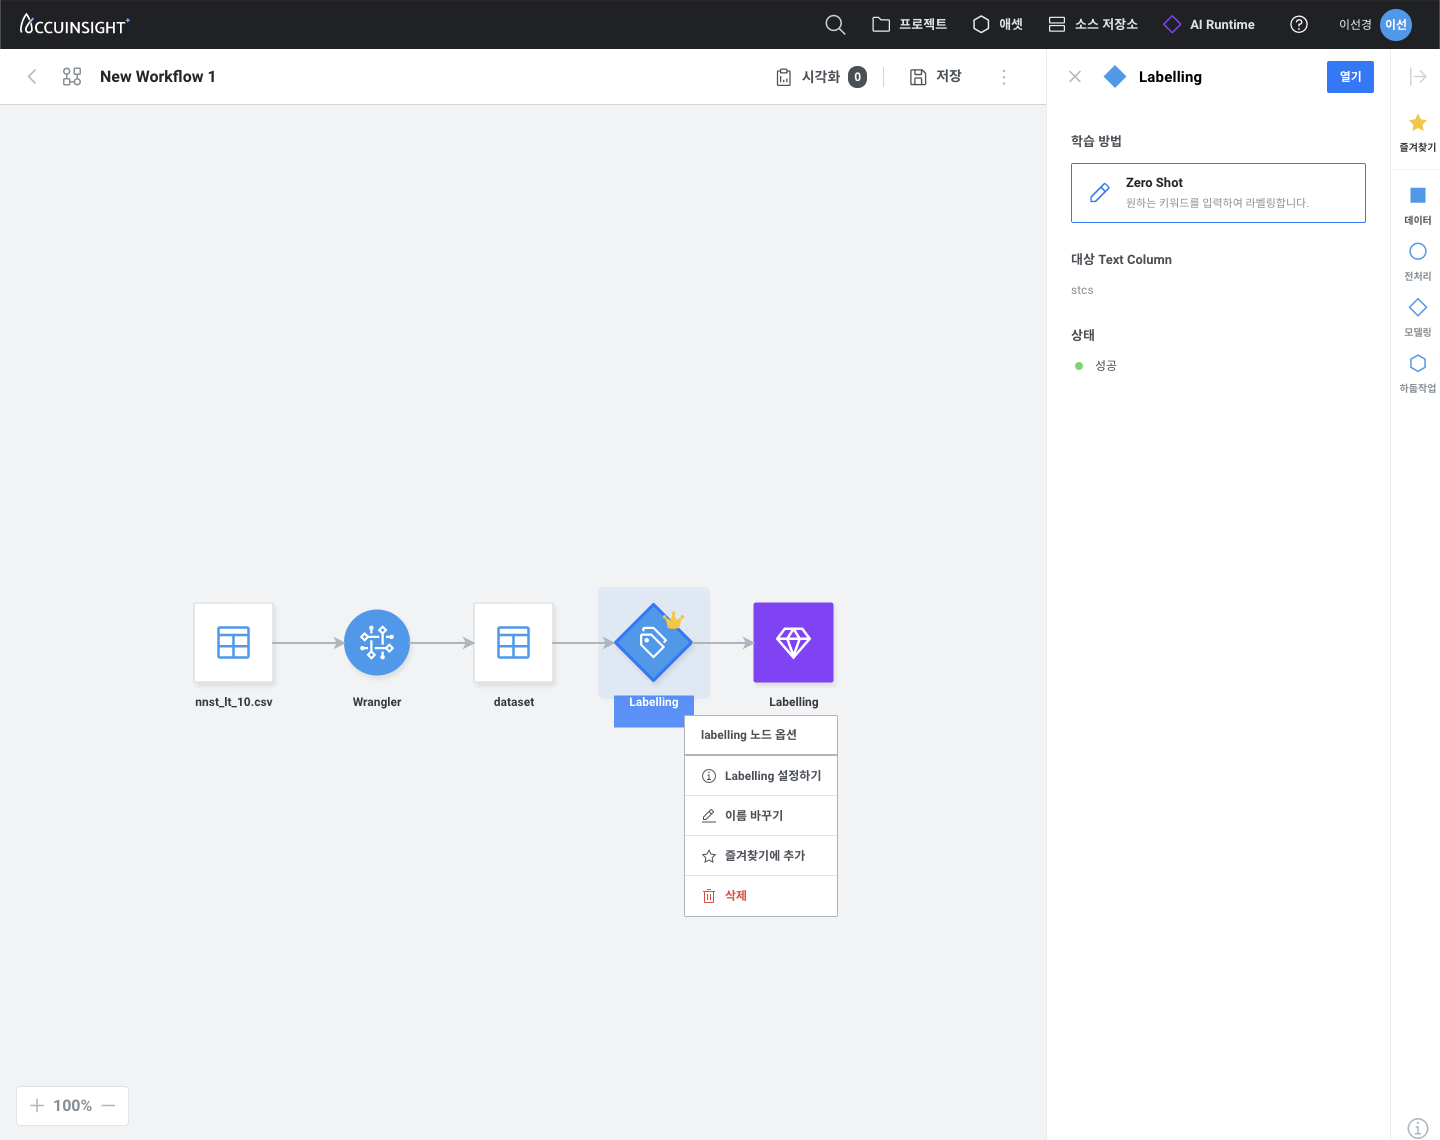 ACCUINSIGHT+
프로젝트
애셋
소스 저장소
AI Runtime
이선경
이선
New Workflow 1
시각화 0
저장
Labelling
열기
학습 방법
Zero Shot
원하는 키워드를 입력하여 라벨링합니다.
대상 Text Column
stcs
상태
성공
즐겨찾기
데이터
전처리
모델링
하둡작업
nnst_lt_10.csv
Wrangler
dataset
Labelling
Labelling
labelling 노드 옵션
Labelling 설정하기
이름 바꾸기
즐겨찾기에 추가
삭제
100%